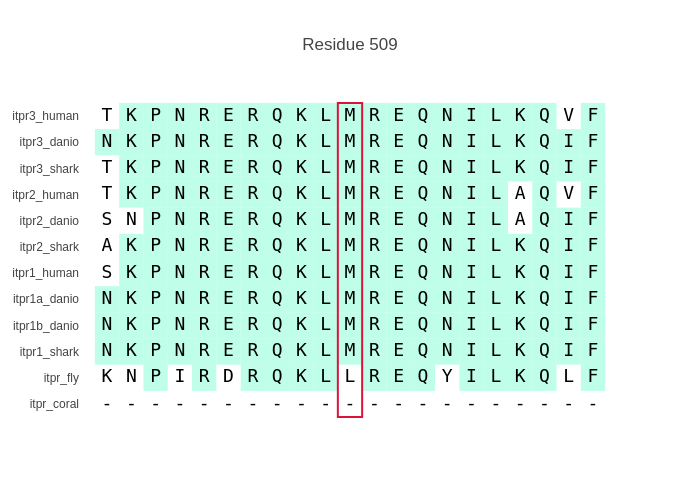 Residue 509
itpr3_human T K P N R E R Q K L M R E Q N I L K Q V F
itpr3_danio N K P N R E R Q K L M R E Q N I L K Q I F
itpr3_shark T K P N R E R Q K L M R E Q N I L K Q I F
itpr2_human T K P N R E R Q K L M R E Q N I L A Q V F
itpr2_danio S N P N R E R Q K L M R E Q N I L A Q I F
itpr2_shark A K P N R E R Q K L M R E Q N I L K Q I F
itpr1_human S K P N R E R Q K L M R E Q N I L K Q I F
itpr1a_danio N K P N R E R Q K L M R E Q N I L K Q I F
itpr1b_danio N K P N R E R Q K L M R E Q N I L K Q I F
itpr1_shark N K P N R E R Q K L M R E Q N I L K Q I F
itpr_fly K N P I R D R Q K L L R E Q Y I L K Q L F
itpr_coral - - - - - - - - - - - - - - - - - - - - -